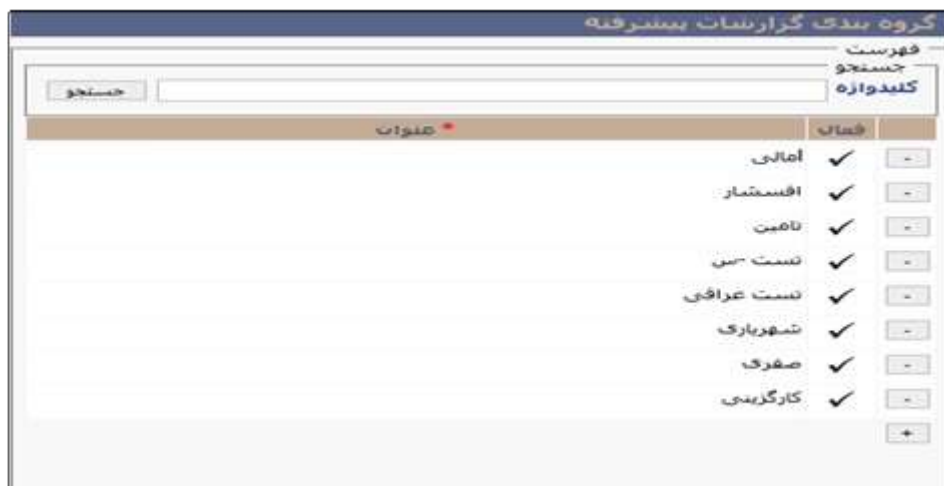 گروه بندی گزارشات پیشرفته
فهرست
جستجو
کلیدواژه جستجو
فعال * عنوان
- ✓ امالی
- ✓ افسشار
- ✓ تامین
- ✓ تست -س
- ✓ تست عراقی
- ✓ شهریاری
- ✓ صفری
- ✓ کارگزینی
+